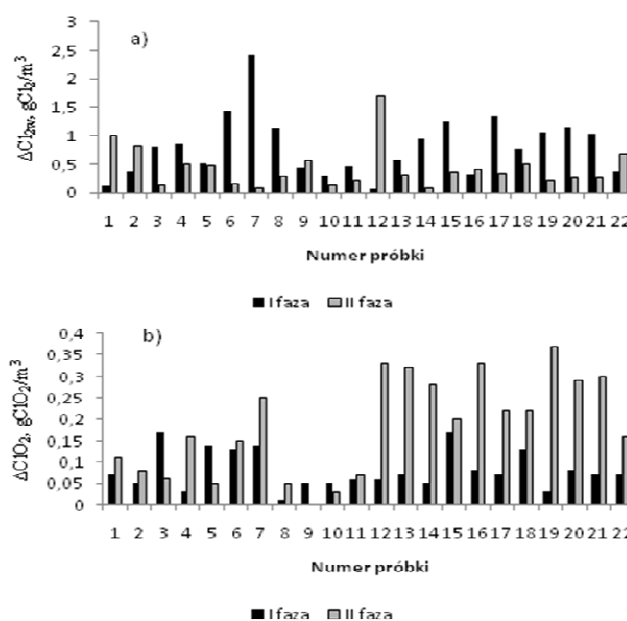 a)
ΔCl₂w, gCl₂/m³
3
2,5
2
1,5
1
0,5
0
1 2 3 4 5 6 7 8 9 10 11 12 13 14 15 16 17 18 19 20 21 22
Numer próbki
I faza II faza
b)
ΔClO₂, gClO₂/m³
0,4
0,35
0,3
0,25
0,2
0,15
0,1
0,05
0
1 2 3 4 5 6 7 8 9 10 11 12 13 14 15 16 17 18 19 20 21 22
Numer próbki
I faza II faza